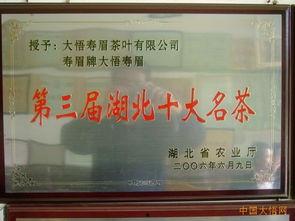 授予：大悟寿眉茶叶有限公司
寿眉牌大悟寿眉
第三届湖北十大名茶
湖北省农业厅
二〇〇六年六月九日
中国大悟网